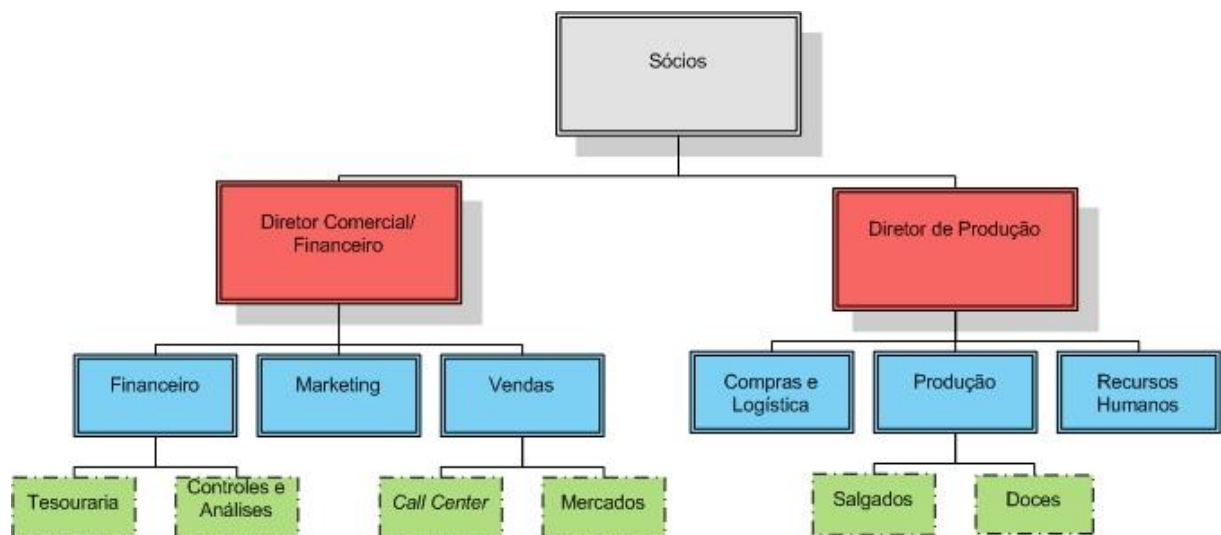 Sócios
Diretor Comercial/
Financeiro
Diretor de Produção
Financeiro
Marketing
Vendas
Compras e
Logística
Produção
Recursos
Humanos
Tesouraria
Controles e
Análises
Call Center
Mercados
Salgados
Doces